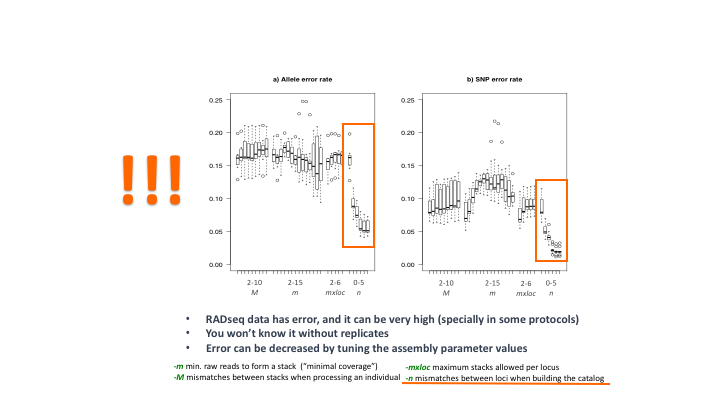 a) Allele error rate
b) SNP error rate
0.25
0.20
0.15
0.10
0.05
0.00
0.25
0.20
0.15
0.10
0.05
0.00
!!!
2-10 2-15 2-6 0-5
M m mxloc n
2-10 2-15 2-6 0-5
M m mxloc n
• RADseq data has error, and it can be very high (specially in some protocols)
• You won't know it without replicates
• Error can be decreased by tuning the assembly parameter values
-m min. raw reads to form a stack ("minimal coverage")
-M mismatches between stacks when processing an individual
-mxloc maximum stacks allowed per locus
-n mismatches between loci when building the catalog